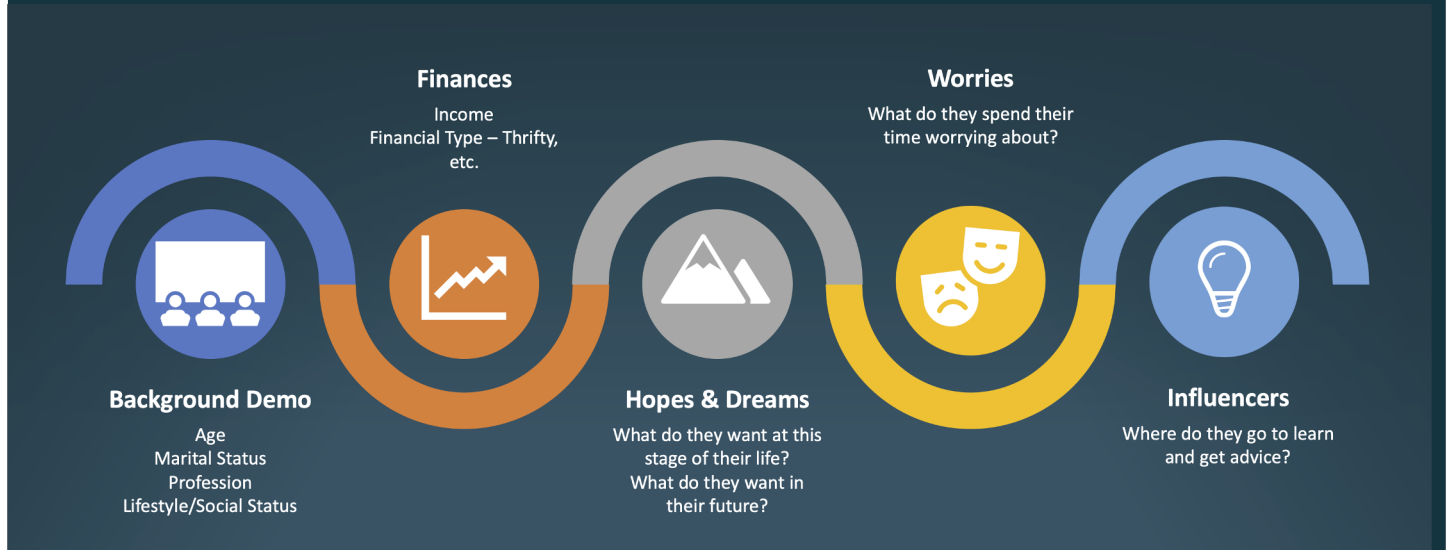 Finances
Income
Financial Type – Thrifty,
etc.
Worries
What do they spend their
time worrying about?
Background Demo
Age
Marital Status
Profession
Lifestyle/Social Status
Hopes & Dreams
What do they want at this
stage of their life?
What do they want in
their future?
Influencers
Where do they go to learn
and get advice?